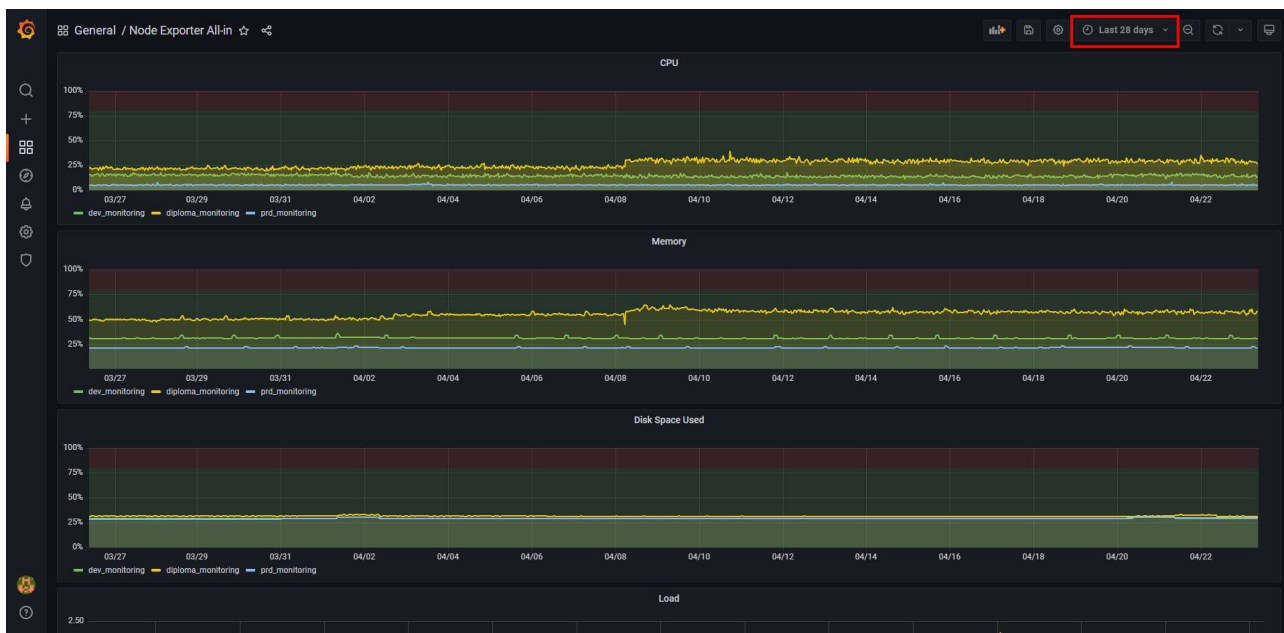 General / Node Exporter All-in
Last 28 days
CPU
100%
75%
50%
25%
0%
03/27 03/29 03/31 04/02 04/04 04/06 04/08 04/10 04/12 04/14 04/16 04/18 04/20 04/22
dev_monitoring diploma_monitoring prd_monitoring
Memory
100%
75%
50%
25%
03/27 03/29 03/31 04/02 04/04 04/06 04/08 04/10 04/12 04/14 04/16 04/18 04/20 04/22
dev_monitoring diploma_monitoring prd_monitoring
Disk Space Used
100%
75%
50%
25%
0%
03/27 03/29 03/31 04/02 04/04 04/06 04/08 04/10 04/12 04/14 04/16 04/18 04/20 04/22
dev_monitoring diploma_monitoring prd_monitoring
Load
2.50